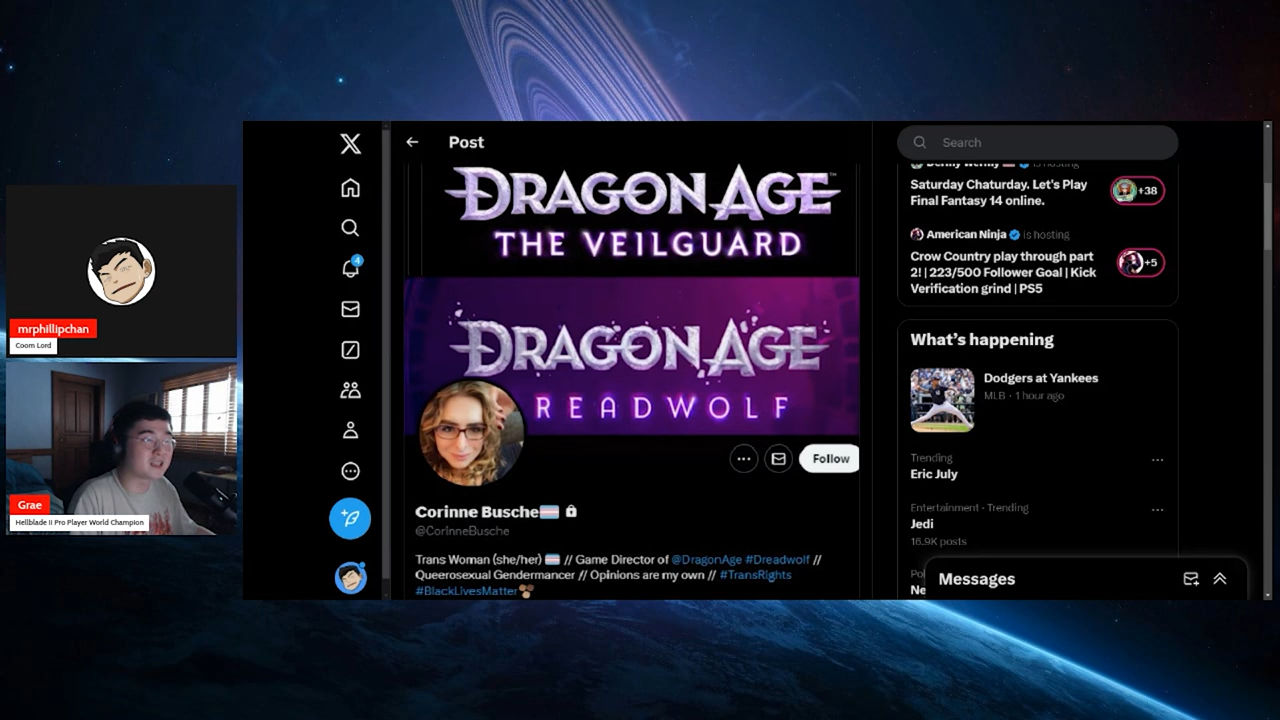 mrphillipchan
Coom Lord
Grae
Hellblade II Pro Player World Champion
4
Post
DRAGON AGE
THE VEILGUARD
DRAGON AGE
READWOLF
Follow
Corinne Busche
@CorinneBusche
Trans Woman (she/her) // Game Director of @DragonAge #Dreadwolf //
Queerosexual Gendermancer // Opinions are my own // #TransRights
#BlackLivesMatter
Search
is hosting
Saturday Chaturday. Let's Play
Final Fantasy 14 online.
+38
American Ninja is hosting
Crow Country play through part
2! | 223/500 Follower Goal | Kick
Verification grind | PS5
+5
What's happening
Dodgers at Yankees
MLB · 1 hour ago
Trending
Eric July
Entertainment · Trending
Jedi
16.9K posts
Messages